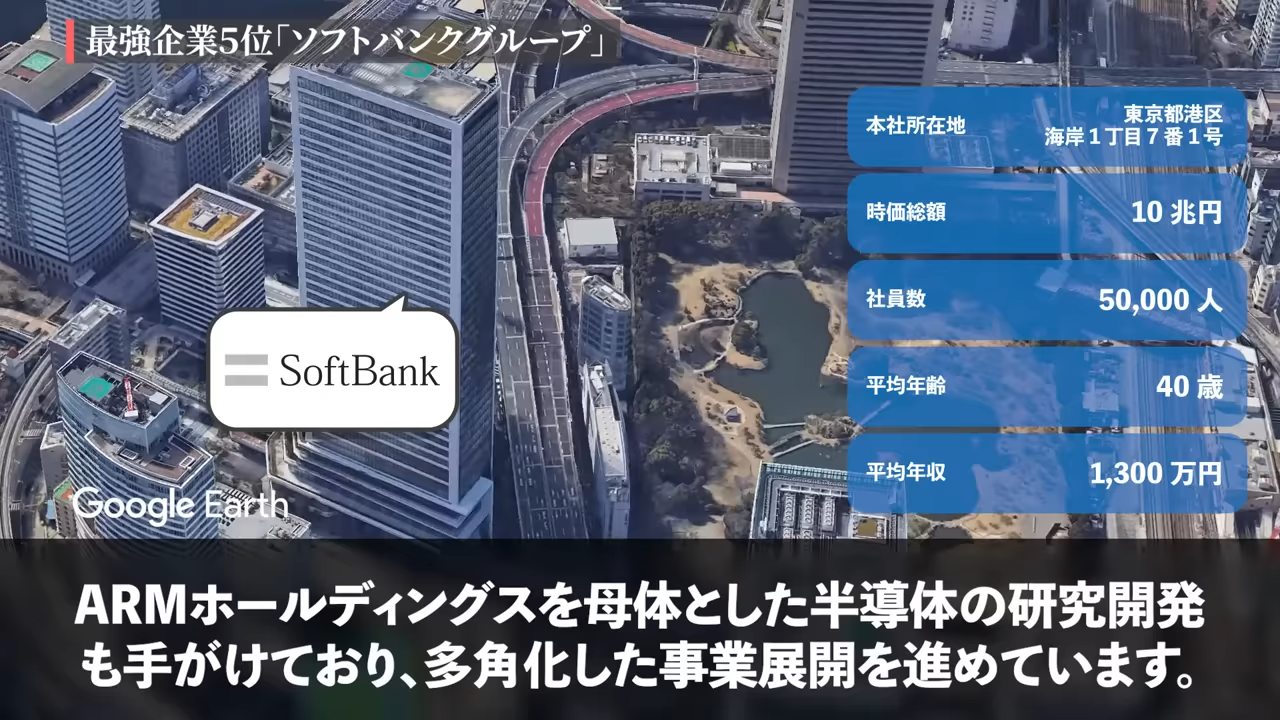 最強企業5位「ソフトバンクグループ」
本社所在地
東京都港区
海岸1丁目7番1号
時価総額
10 兆円
社員数
50,000 人
平均年齢
40 歳
平均年収
1,300 万円
SoftBank
Google Earth
ARMホールディングスを母体とした半導体の研究開発
も手がけており、多角化した事業展開を進めています。